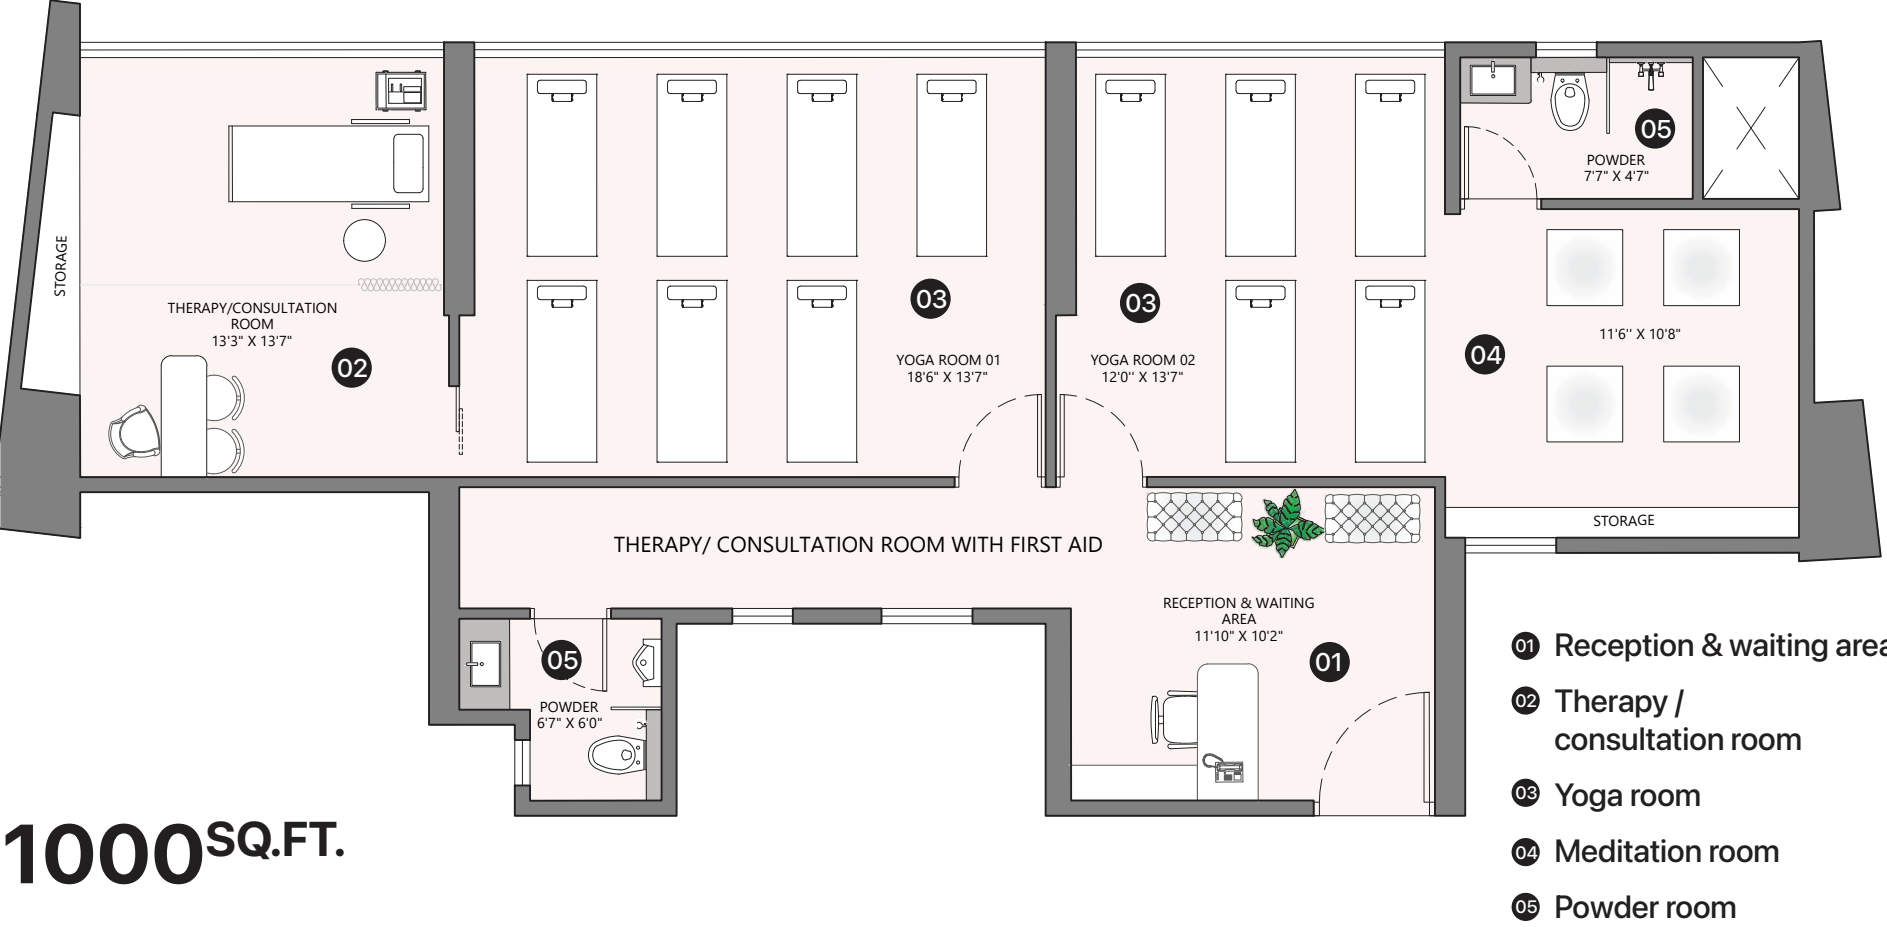 05
POWDER
7'7" X 4'7"
STORAGE
THERAPY/CONSULTATION
ROOM
13'3" X 13'7"
02
03
YOGA ROOM 01
18'6" X 13'7"
03
YOGA ROOM 02
12'0'' X 13'7"
04
11'6'' X 10'8"
STORAGE
THERAPY/ CONSULTATION ROOM WITH FIRST AID
RECEPTION & WAITING
AREA
11'10" X 10'2"
01
05
POWDER
6'7" X 6'0"
01 Reception & waiting area
02 Therapy /
consultation room
03 Yoga room
04 Meditation room
05 Powder room
1000 SQ.FT.